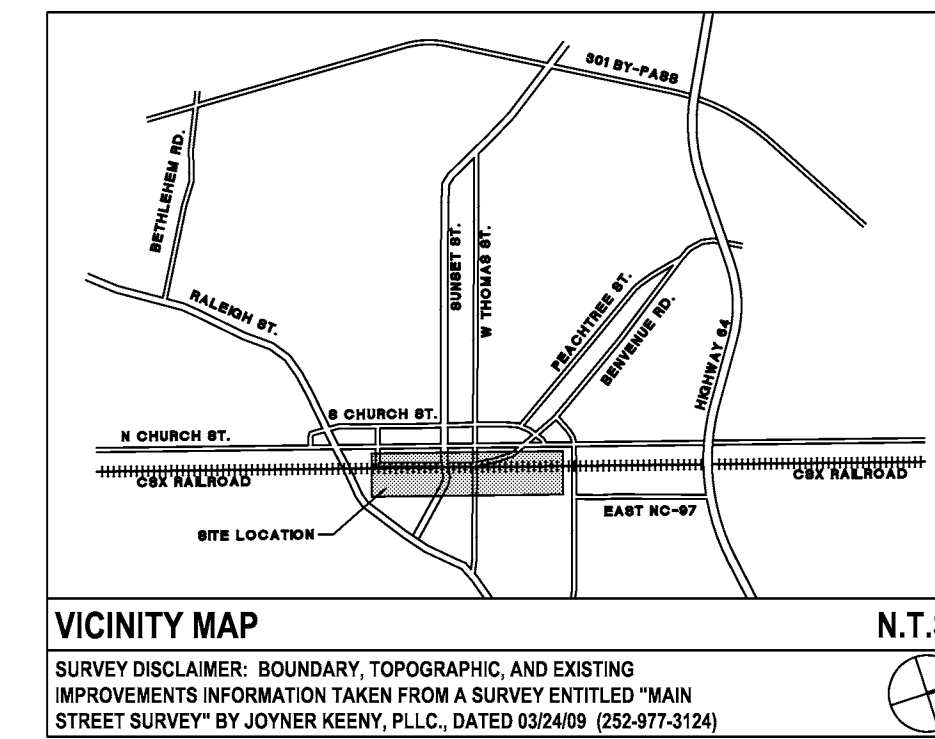 301 BY-PASS
BETHLEHEM RD.
RALEIGH ST.
SUNSET ST.
W THOMAS ST.
PEACHTREE ST.
BENVENUE RD.
HIGHWAY 64
S CHURCH ST.
N CHURCH ST.
CSX RAILROAD
CSX RAILROAD
EAST NC-97
SITE LOCATION
VICINITY MAP
N.T.S
SURVEY DISCLAIMER: BOUNDARY, TOPOGRAPHIC, AND EXISTING
IMPROVEMENTS INFORMATION TAKEN FROM A SURVEY ENTITLED "MAIN
STREET SURVEY" BY JOYNER KEENY, PLLC., DATED 03/24/09 (252-977-3124)